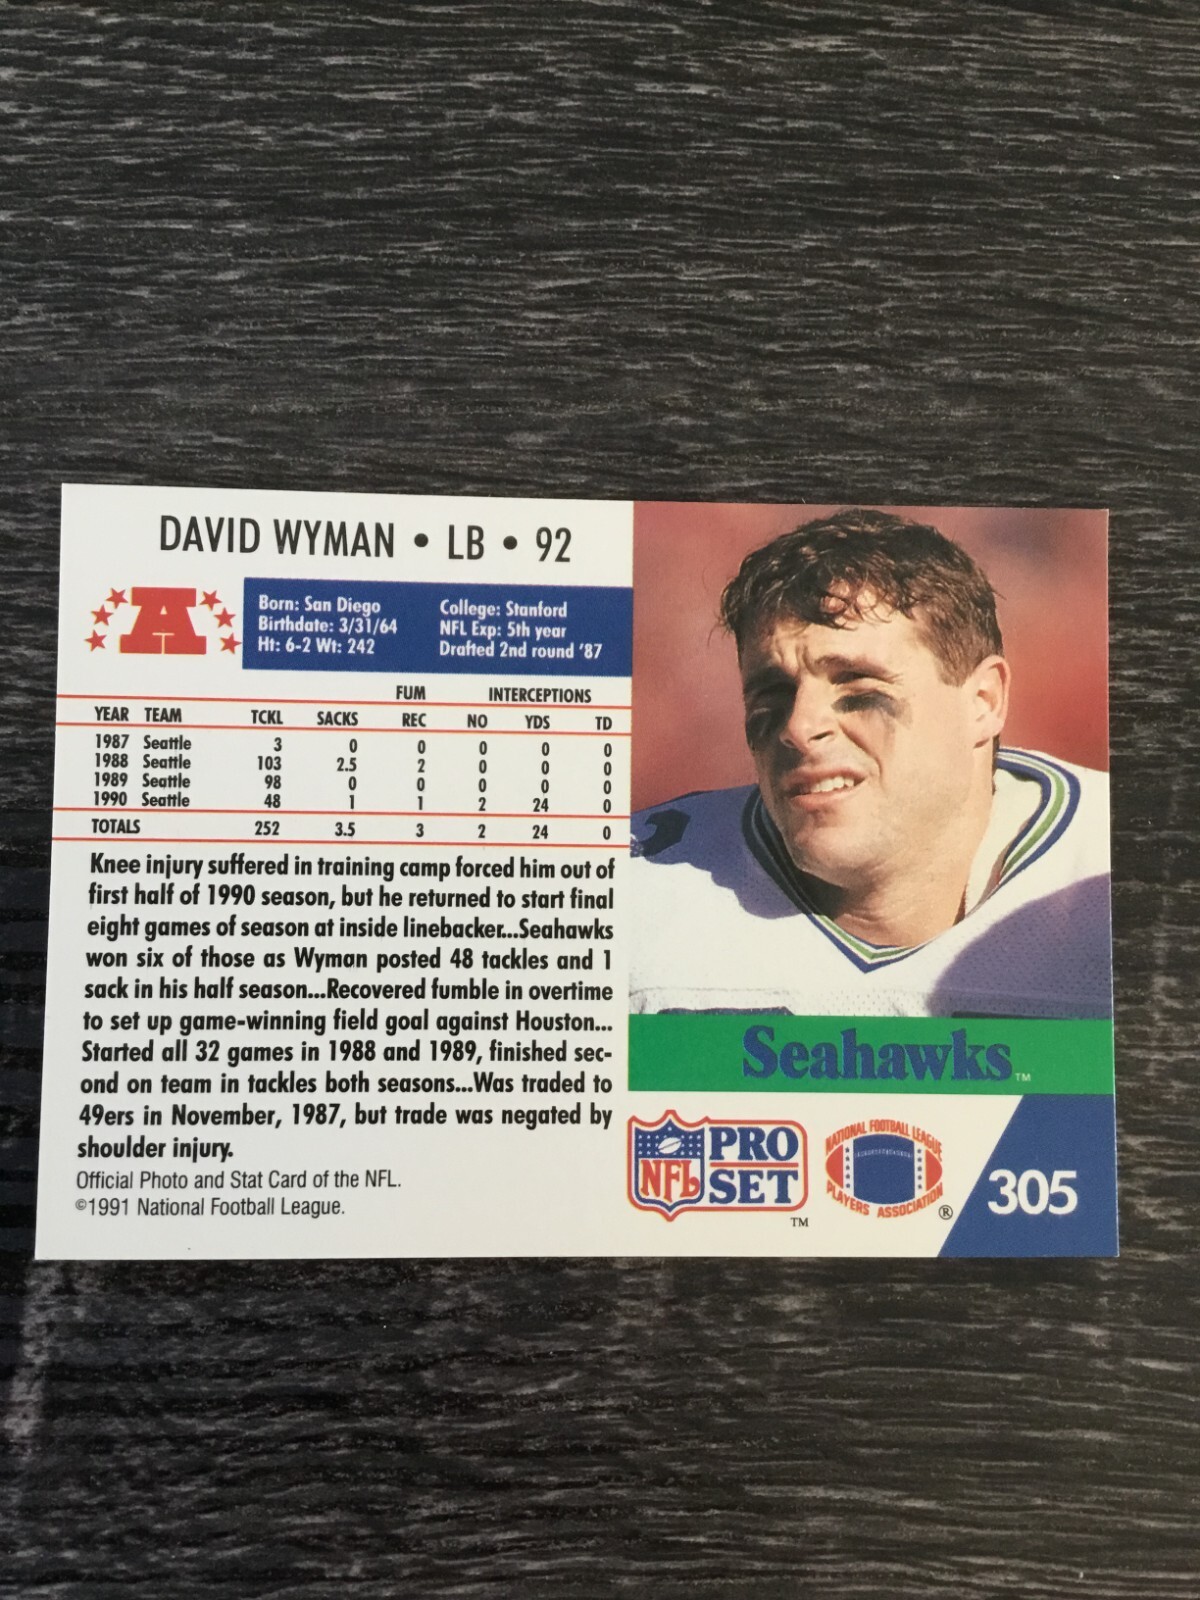 DAVID WYMAN • LB • 92
A
Born: San Diego
Birthdate: 3/31/64
Ht: 6-2 Wt: 242
College: Stanford
NFL Exp: 5th year
Drafted 2nd round '87
FUM INTERCEPTIONS
YEAR TEAM TCKL SACKS REC NO YDS TD
1987 Seattle 3 0 0 0 0 0
1988 Seattle 103 2.5 2 0 0 0
1989 Seattle 98 0 0 0 0 0
1990 Seattle 48 1 1 2 24 0
TOTALS 252 3.5 3 2 24 0
Knee injury suffered in training camp forced him out of
first half of 1990 season, but he returned to start final
eight games of season at inside linebacker...Seahawks
won six of those as Wyman posted 48 tackles and 1
sack in his half season...Recovered fumble in overtime
to set up game-winning field goal against Houston...
Started all 32 games in 1988 and 1989, finished sec-
ond on team in tackles both seasons...Was traded to
49ers in November, 1987, but trade was negated by
shoulder injury.
Official Photo and Stat Card of the NFL.
©1991 National Football League.
Seahawks™
NFL PRO
SET™
NATIONAL FOOTBALL LEAGUE
PLAYERS ASSOCIATION®
305